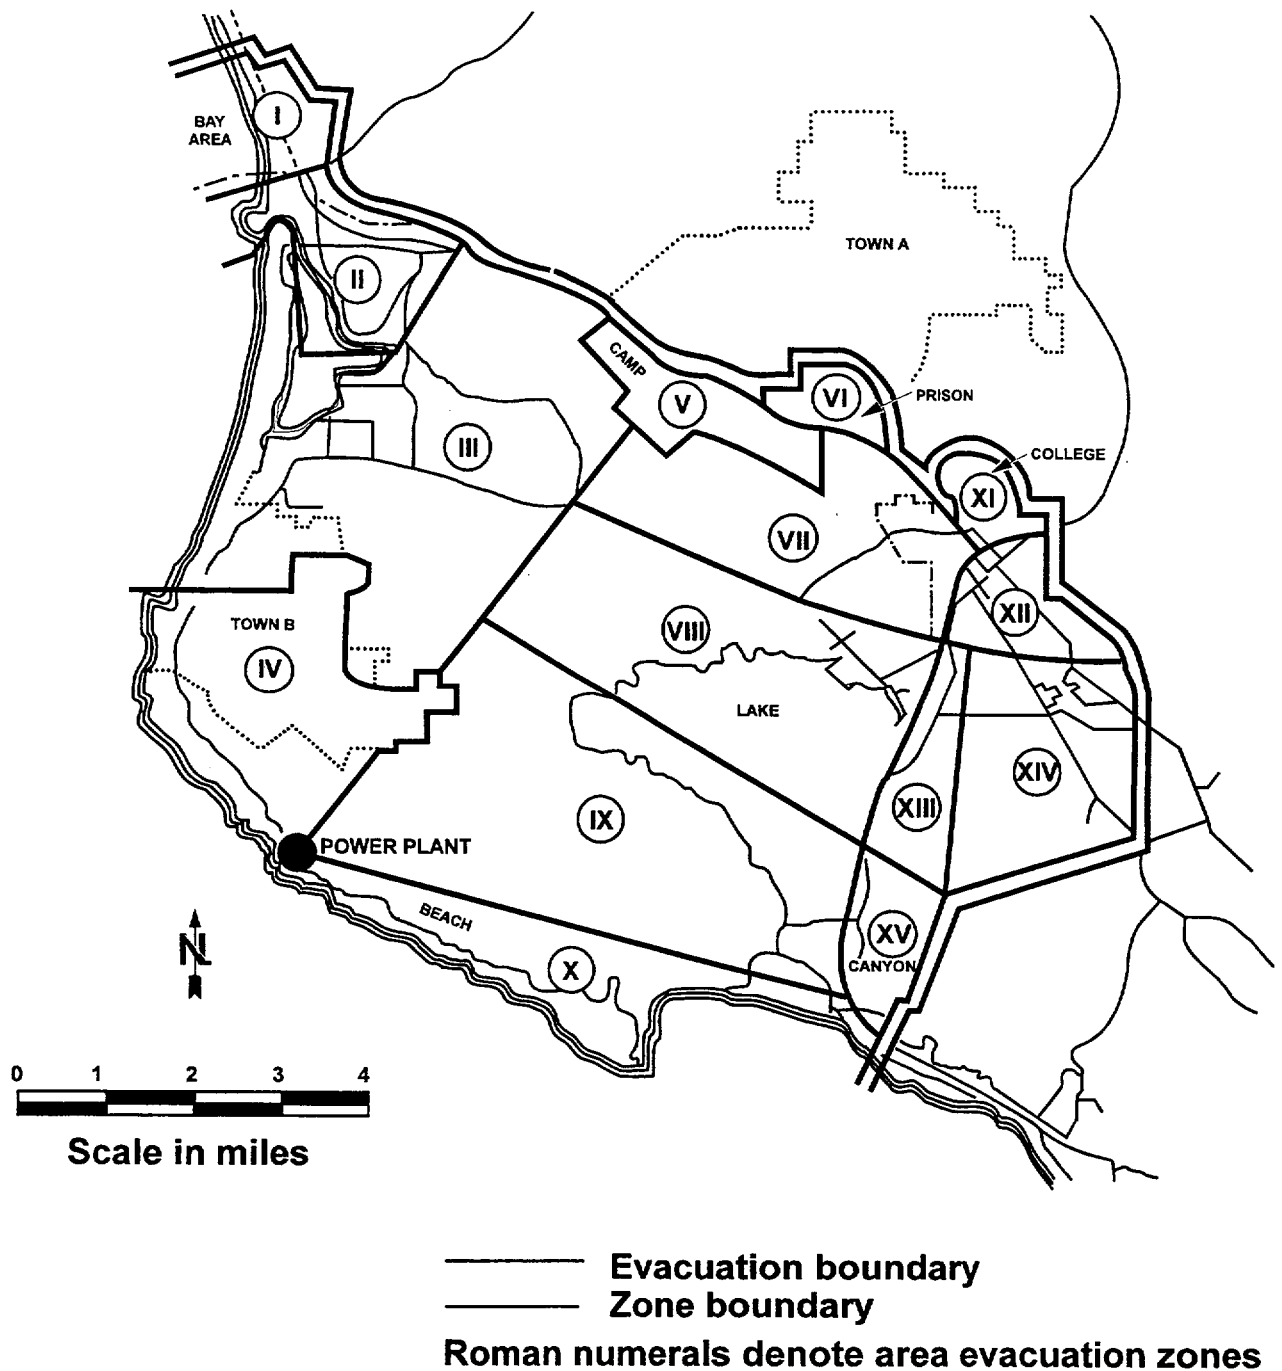 BAY
AREA
I
II
TOWN A
CAMP
V
VI
PRISON
III
COLLEGE
XI
VII
TOWN B
IV
VIII
XII
LAKE
XIV
IX
XIII
POWER PLANT
BEACH
XV
CANYON
X
N
0 1 2 3 4
Scale in miles
Evacuation boundary
Zone boundary
Roman numerals denote area evacuation zones